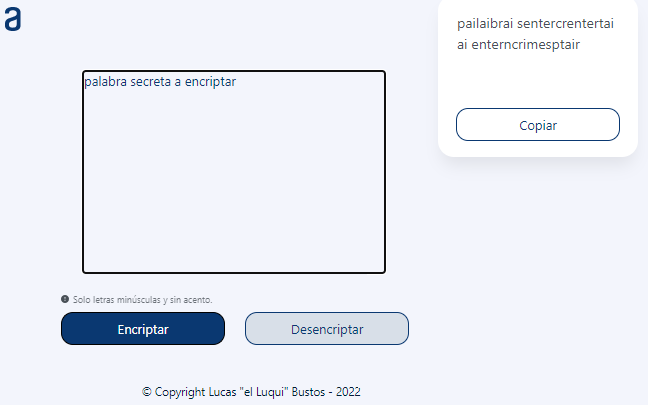 a
palabra secreta a encriptar
Solo letras minúsculas y sin acento.
Encriptar
Desencriptar
pailaibrai sentercrentertai
ai enterncrimesptair
Copiar
© Copyright Lucas "el Luqui" Bustos - 2022